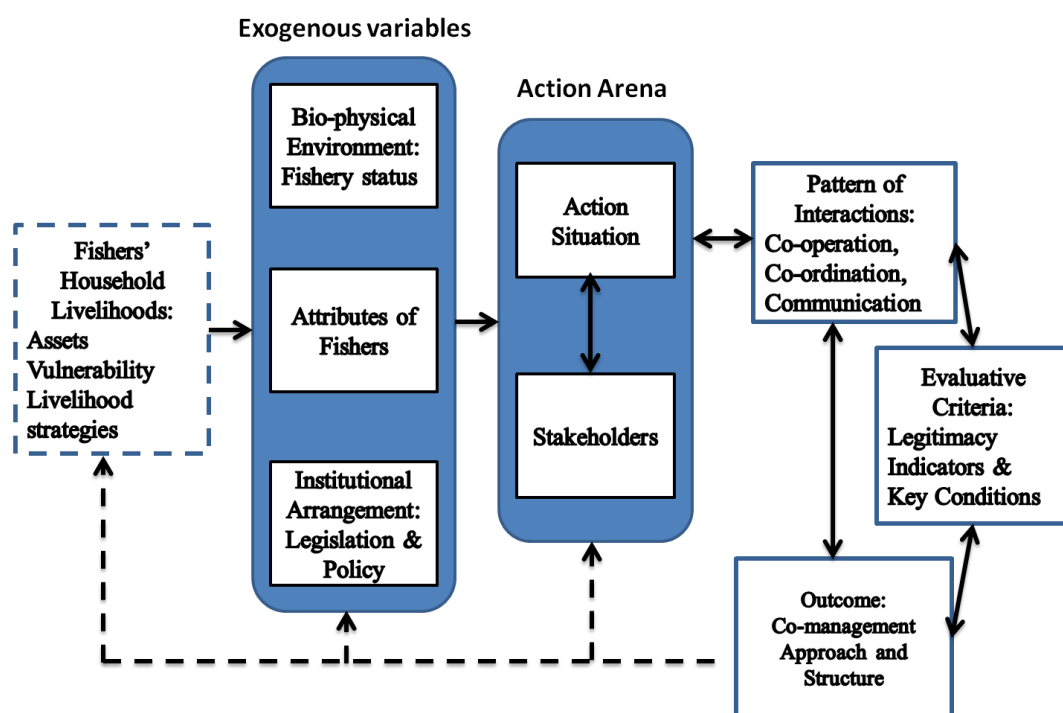 Exogenous variables
Bio-physical
Environment:
Fishery status
Attributes of
Fishers
Institutional
Arrangement:
Legislation &
Policy
Action Arena
Action
Situation
Stakeholders
Fishers’
Household
Livelihoods:
Assets
Vulnerability
Livelihood
strategies
Pattern of
Interactions:
Co-operation,
Co-ordination,
Communication
Evaluative
Criteria:
Legitimacy
Indicators &
Key Conditions
Outcome:
Co-management
Approach and
Structure